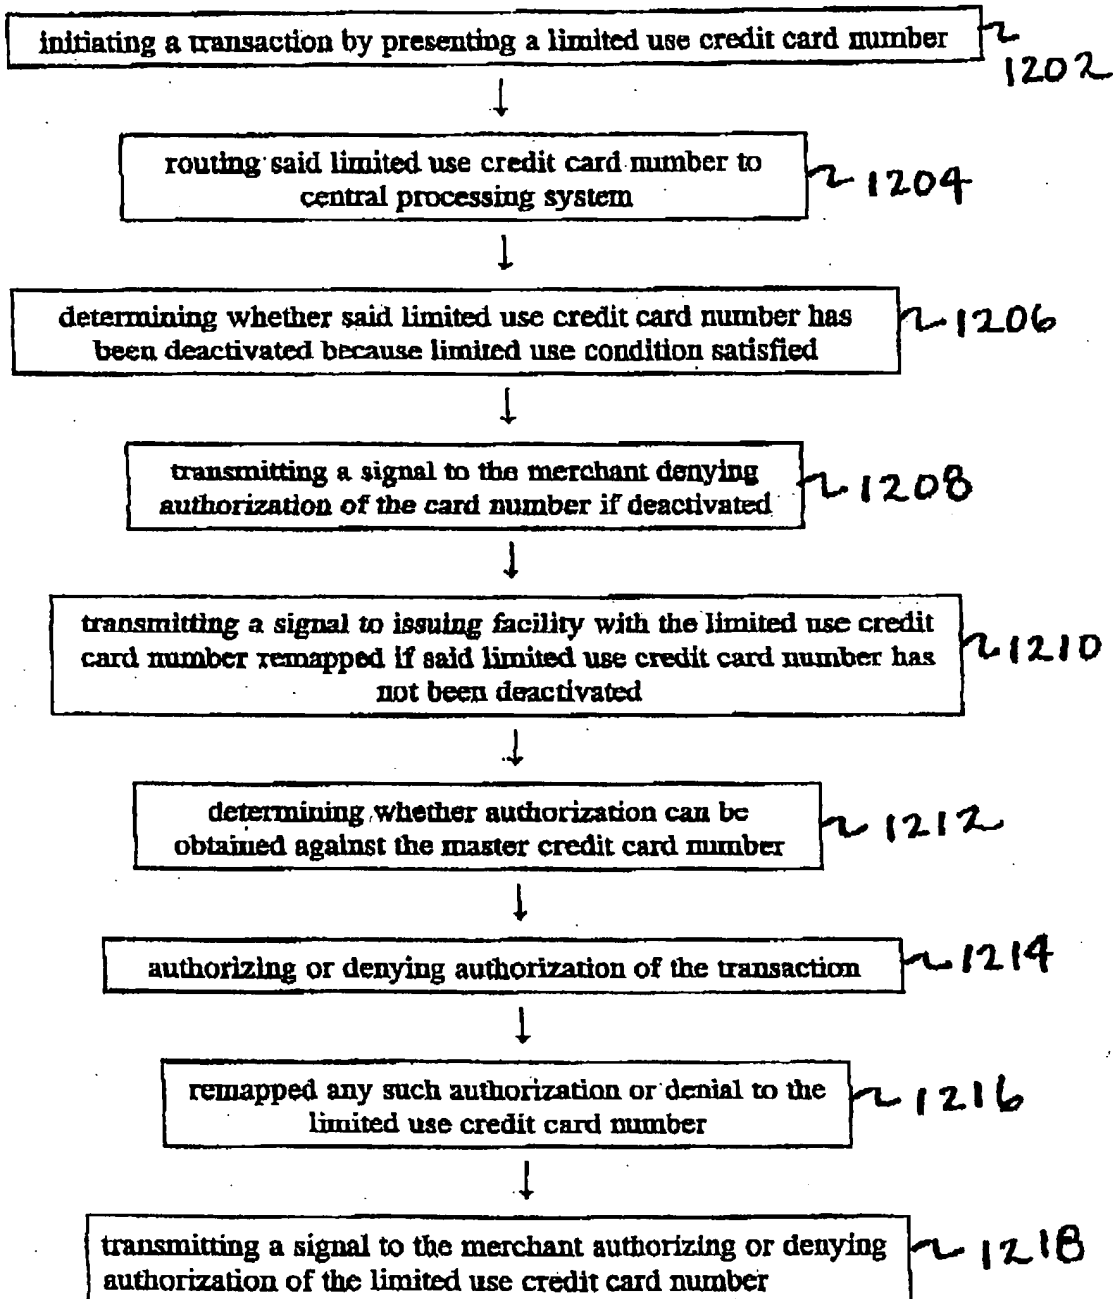 initiating a transaction by presenting a limited use credit card number
1202
routing said limited use credit card number to
central processing system
1204
determining whether said limited use credit card number has
been deactivated because limited use condition satisfied
1206
transmitting a signal to the merchant denying
authorization of the card number if deactivated
1208
transmitting a signal to issuing facility with the limited use credit
card number remapped if said limited use credit card number has
not been deactivated
1210
determining whether authorization can be
obtained against the master credit card number
1212
authorizing or denying authorization of the transaction
1214
remapped any such authorization or denial to the
limited use credit card number
1216
transmitting a signal to the merchant authorizing or denying
authorization of the limited use credit card number
1218